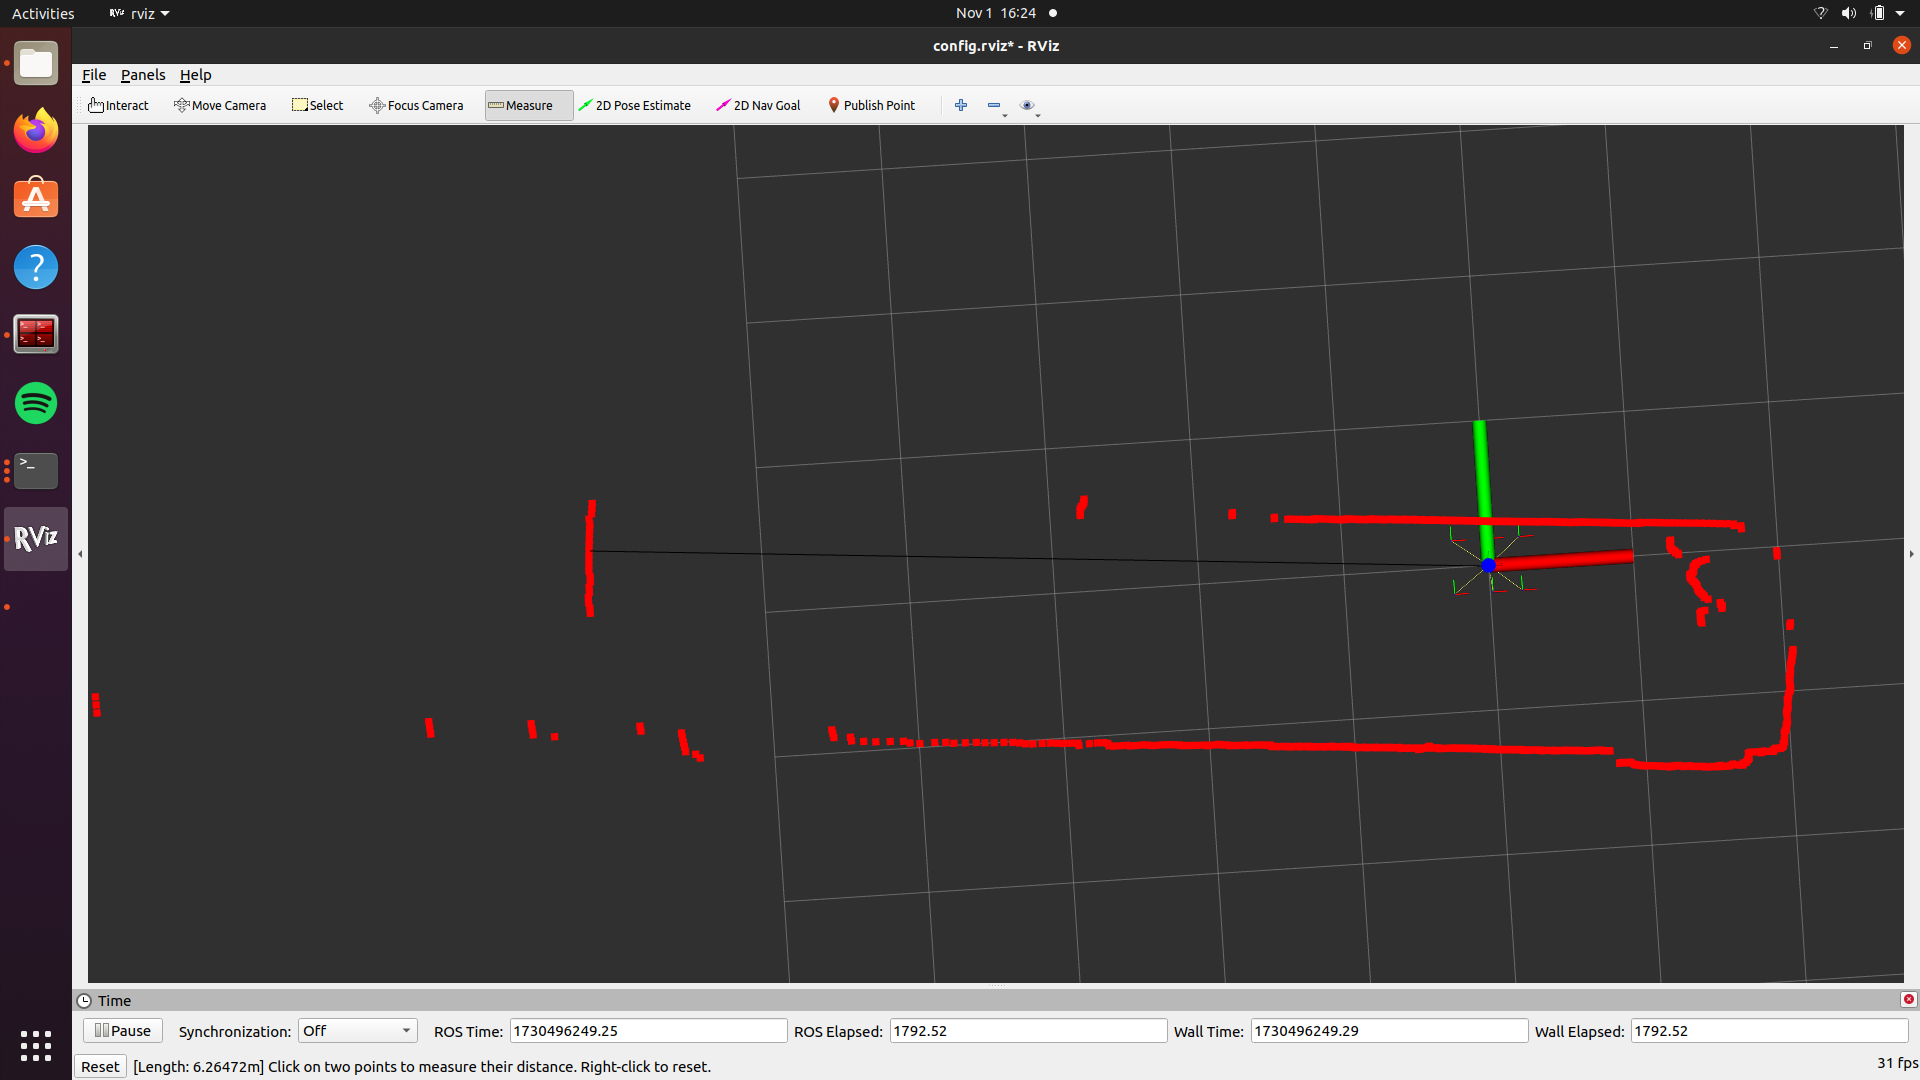 Activities RViz rviz Nov 1 16:24
config.rviz* - RViz
File Panels Help
Interact Move Camera Select Focus Camera Measure 2D Pose Estimate 2D Nav Goal Publish Point
RViz
Time
Pause Synchronization: Off ROS Time: 1730496249.25 ROS Elapsed: 1792.52 Wall Time: 1730496249.29 Wall Elapsed: 1792.52
Reset [Length: 6.26472m] Click on two points to measure their distance. Right-click to reset. 31 fps